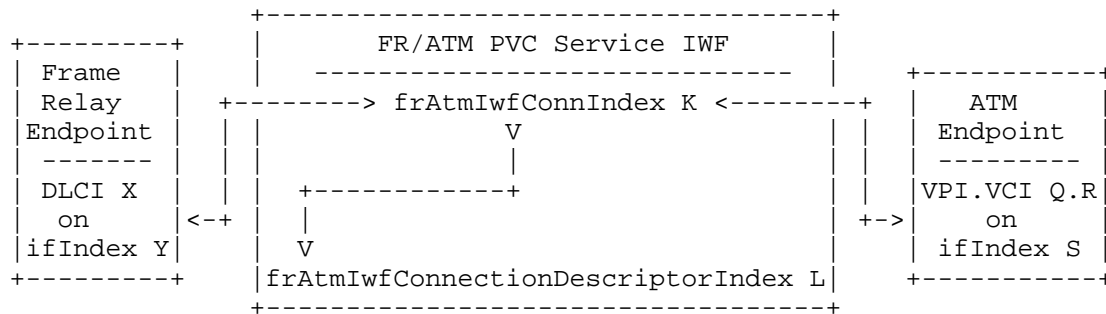 FR/ATM PVC Service IWF
Frame
Relay frAtmIwfConnIndex K ATM
Endpoint V Endpoint
DLCI X VPI.VCI Q.R
on on
ifIndex Y V ifIndex S
frAtmIwfConnectionDescriptorIndex L